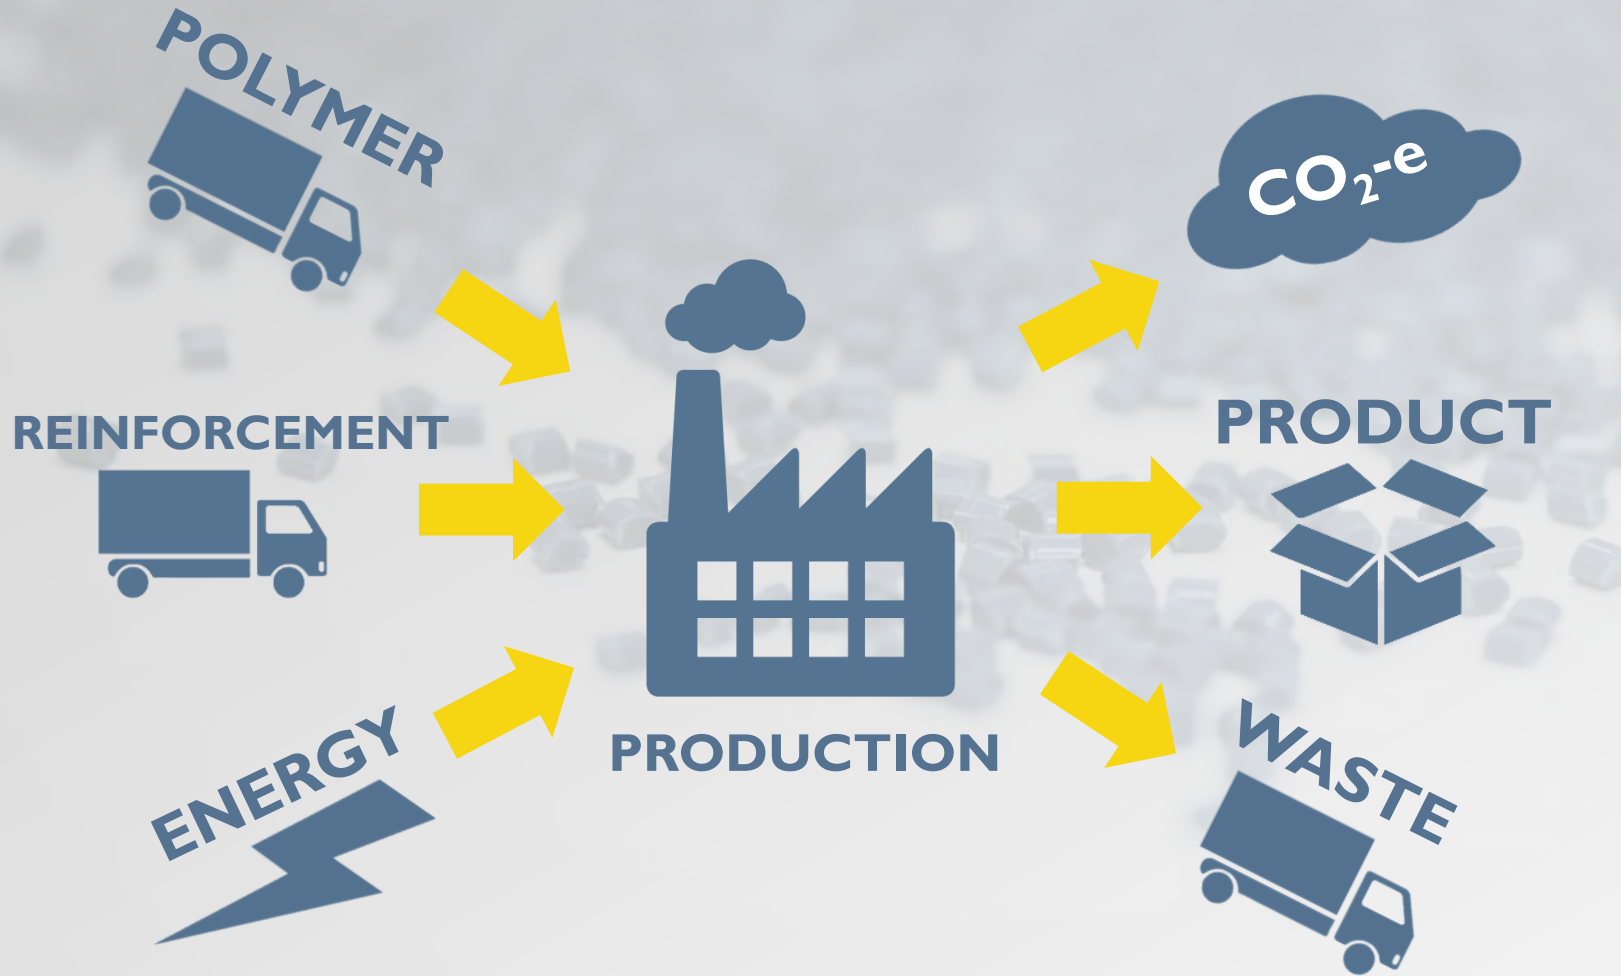 POLYMER
REINFORCEMENT
ENERGY
PRODUCTION
CO₂-e
PRODUCT
WASTE